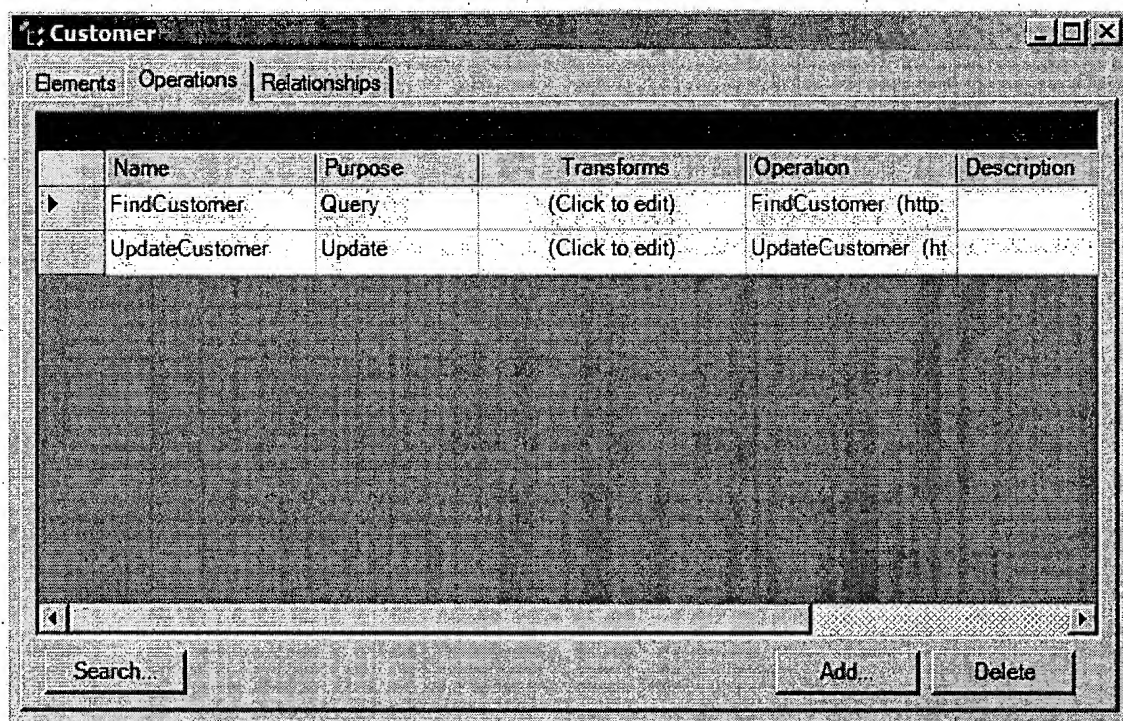 Customer
Elements Operations Relationships
Name Purpose Transforms Operation Description
FindCustomer Query (Click to edit) FindCustomer (http:
UpdateCustomer Update (Click to edit) UpdateCustomer (ht
Search... Add... Delete